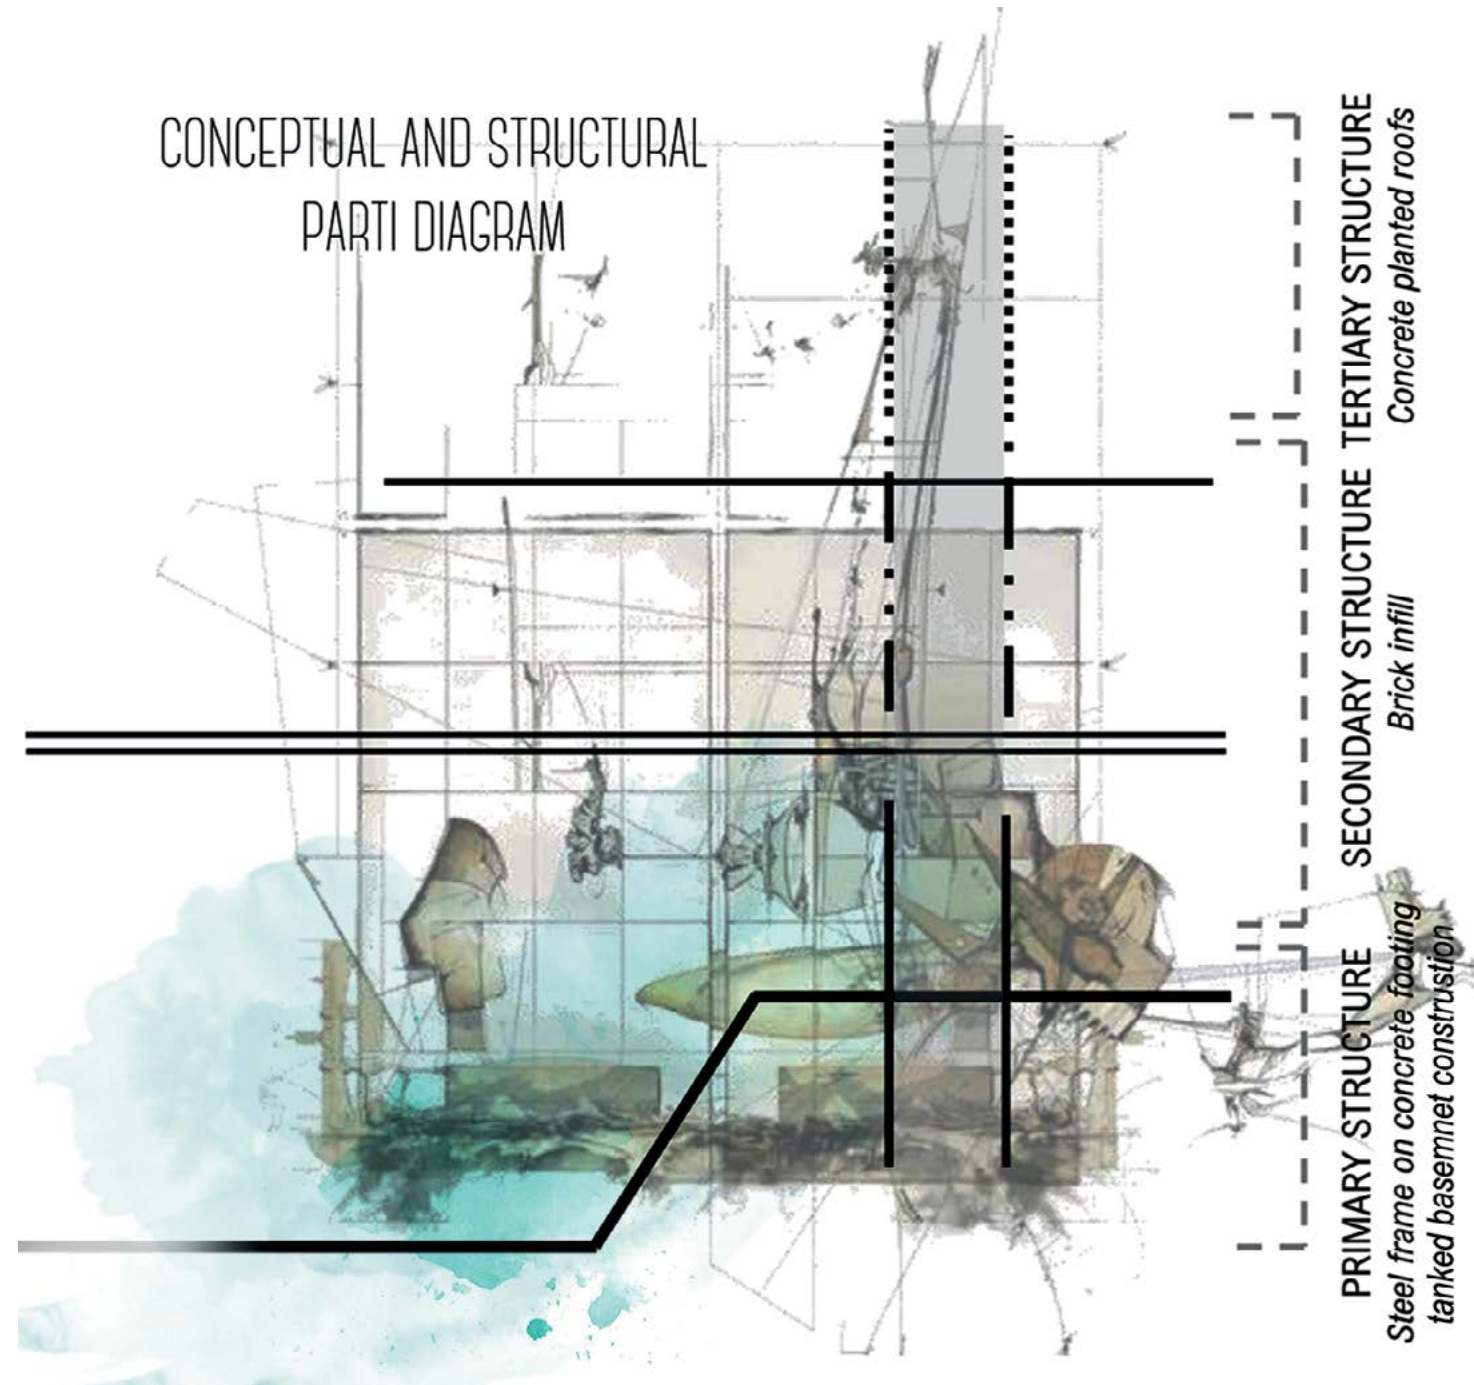 CONCEPTUAL AND STRUCTURAL
PARTI DIAGRAM
TERTIARY STRUCTURE
Concrete planted roofs
SECONDARY STRUCTURE
Brick infill
PRIMARY STRUCTURE
Steel frame on concrete footing
tanked basemnet construstion